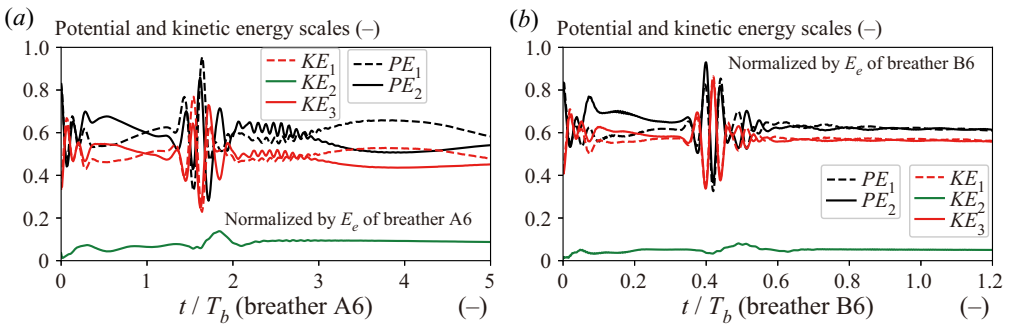 (a)
Potential and kinetic energy scales (–)
1.0
0.8
0.6
0.4
0.2
0
KE1
KE2
KE3
PE1
PE2
Normalized by Ee of breather A6
0 1 2 3 4 5
t / Tb (breather A6) (–)
(b)
Potential and kinetic energy scales (–)
1.0
0.8
0.6
0.4
0.2
0
Normalized by Ee of breather B6
PE1
PE2
KE1
KE2
KE3
0 0.2 0.4 0.6 0.8 1.0 1.2
t / Tb (breather B6) (–)